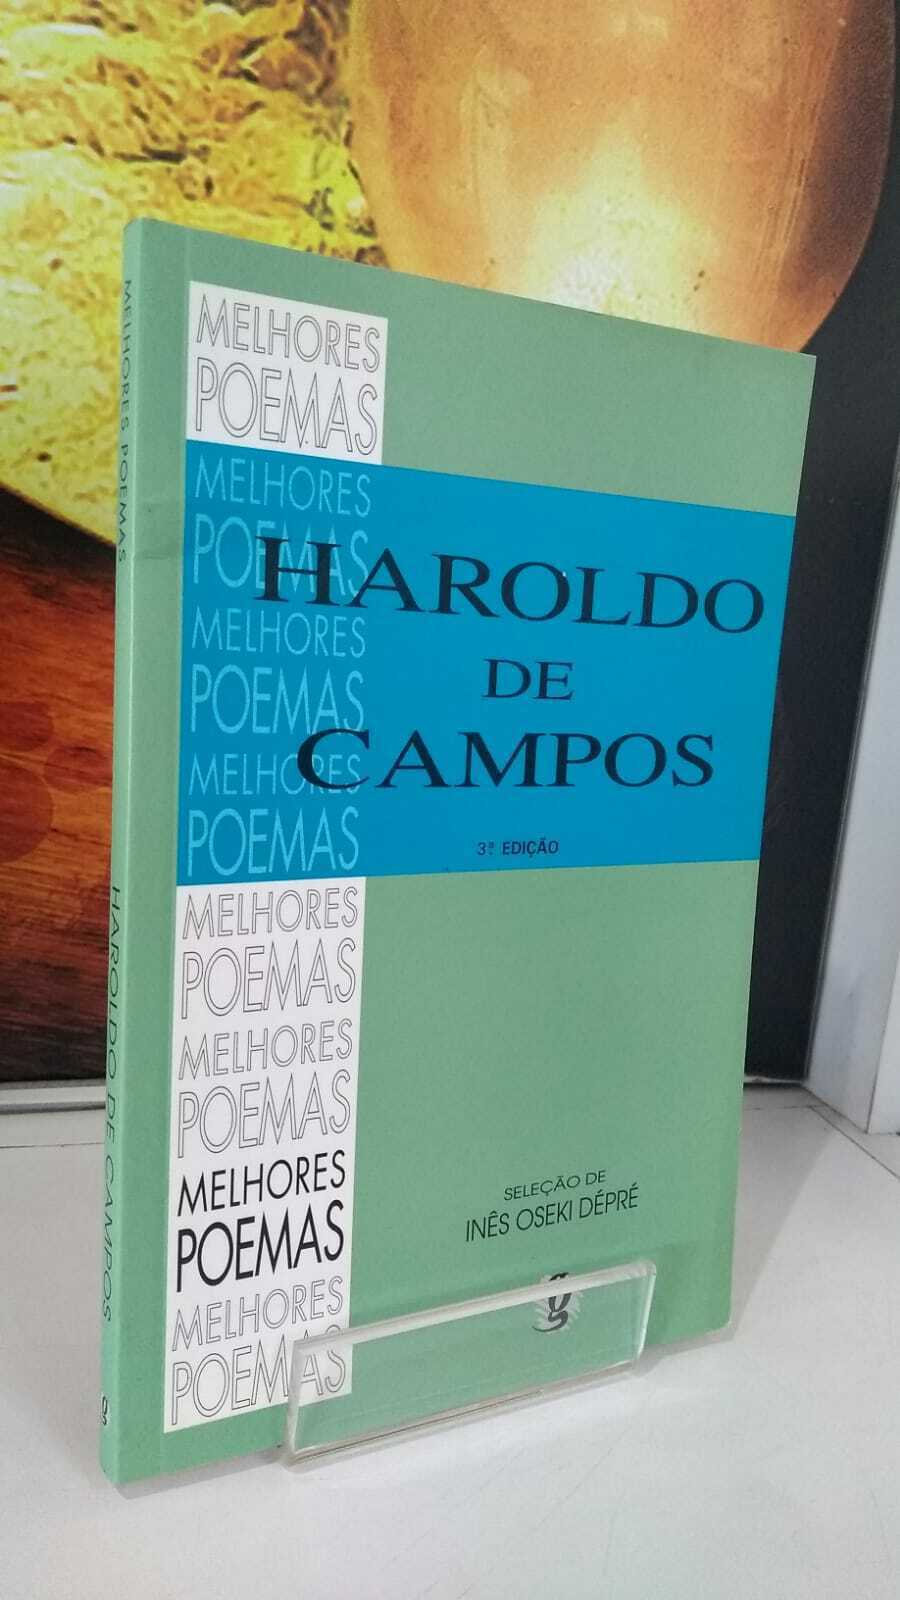 MELHORES POEMAS
HAROLDO DE CAMPOS
g
MELHORES
POEMAS
MELHORES
POEMAS
MELHORES
POEMAS
MELHORES
POEMAS
MELHORES
POEMAS
MELHORES
POEMAS
MELHORES
POEMAS
MELHORES
POEMAS
HAROLDO
DE
CAMPOS
3ª EDIÇÃO
SELEÇÃO DE
INÊS OSEKI DÉPRÉ
g